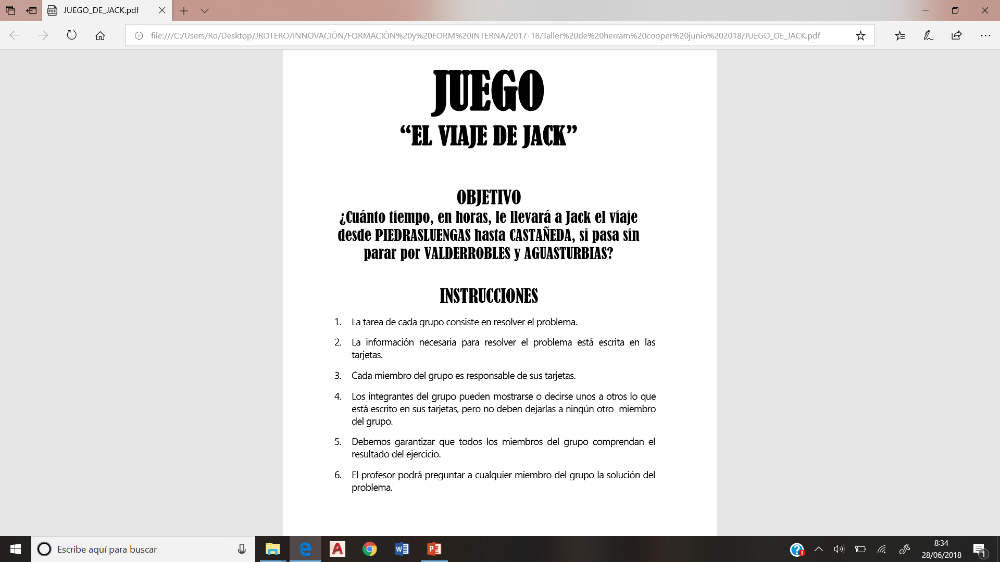 JUEGO_DE_JACK.pdf
file:///C:/Users/Ro/Desktop/JROTERO/INNOVACIÓN/FORMACIÓN%20y%20FORM%20INTERNA/2017-18/Taller%20de%20herram%20cooper%20junio%202018/JUEGO_DE_JACK.pdf
JUEGO
“EL VIAJE DE JACK”
OBJETIVO
¿Cuánto tiempo, en horas, le llevará a Jack el viaje
desde PIEDRASLUENGAS hasta CASTAÑEDA, si pasa sin
parar por VALDERROBLES y AGUASTURBIAS?
INSTRUCCIONES
1. La tarea de cada grupo consiste en resolver el problema.
2. La información necesaria para resolver el problema está escrita en las
tarjetas.
3. Cada miembro del grupo es responsable de sus tarjetas.
4. Los integrantes del grupo pueden mostrarse o decirse unos a otros lo que
está escrito en sus tarjetas, pero no deben dejarlas a ningún otro miembro
del grupo.
5. Debemos garantizar que todos los miembros del grupo comprendan el
resultado del ejercicio.
6. El profesor podrá preguntar a cualquier miembro del grupo la solución del
problema.
Escribe aquí para buscar
8:34
28/06/2018
1